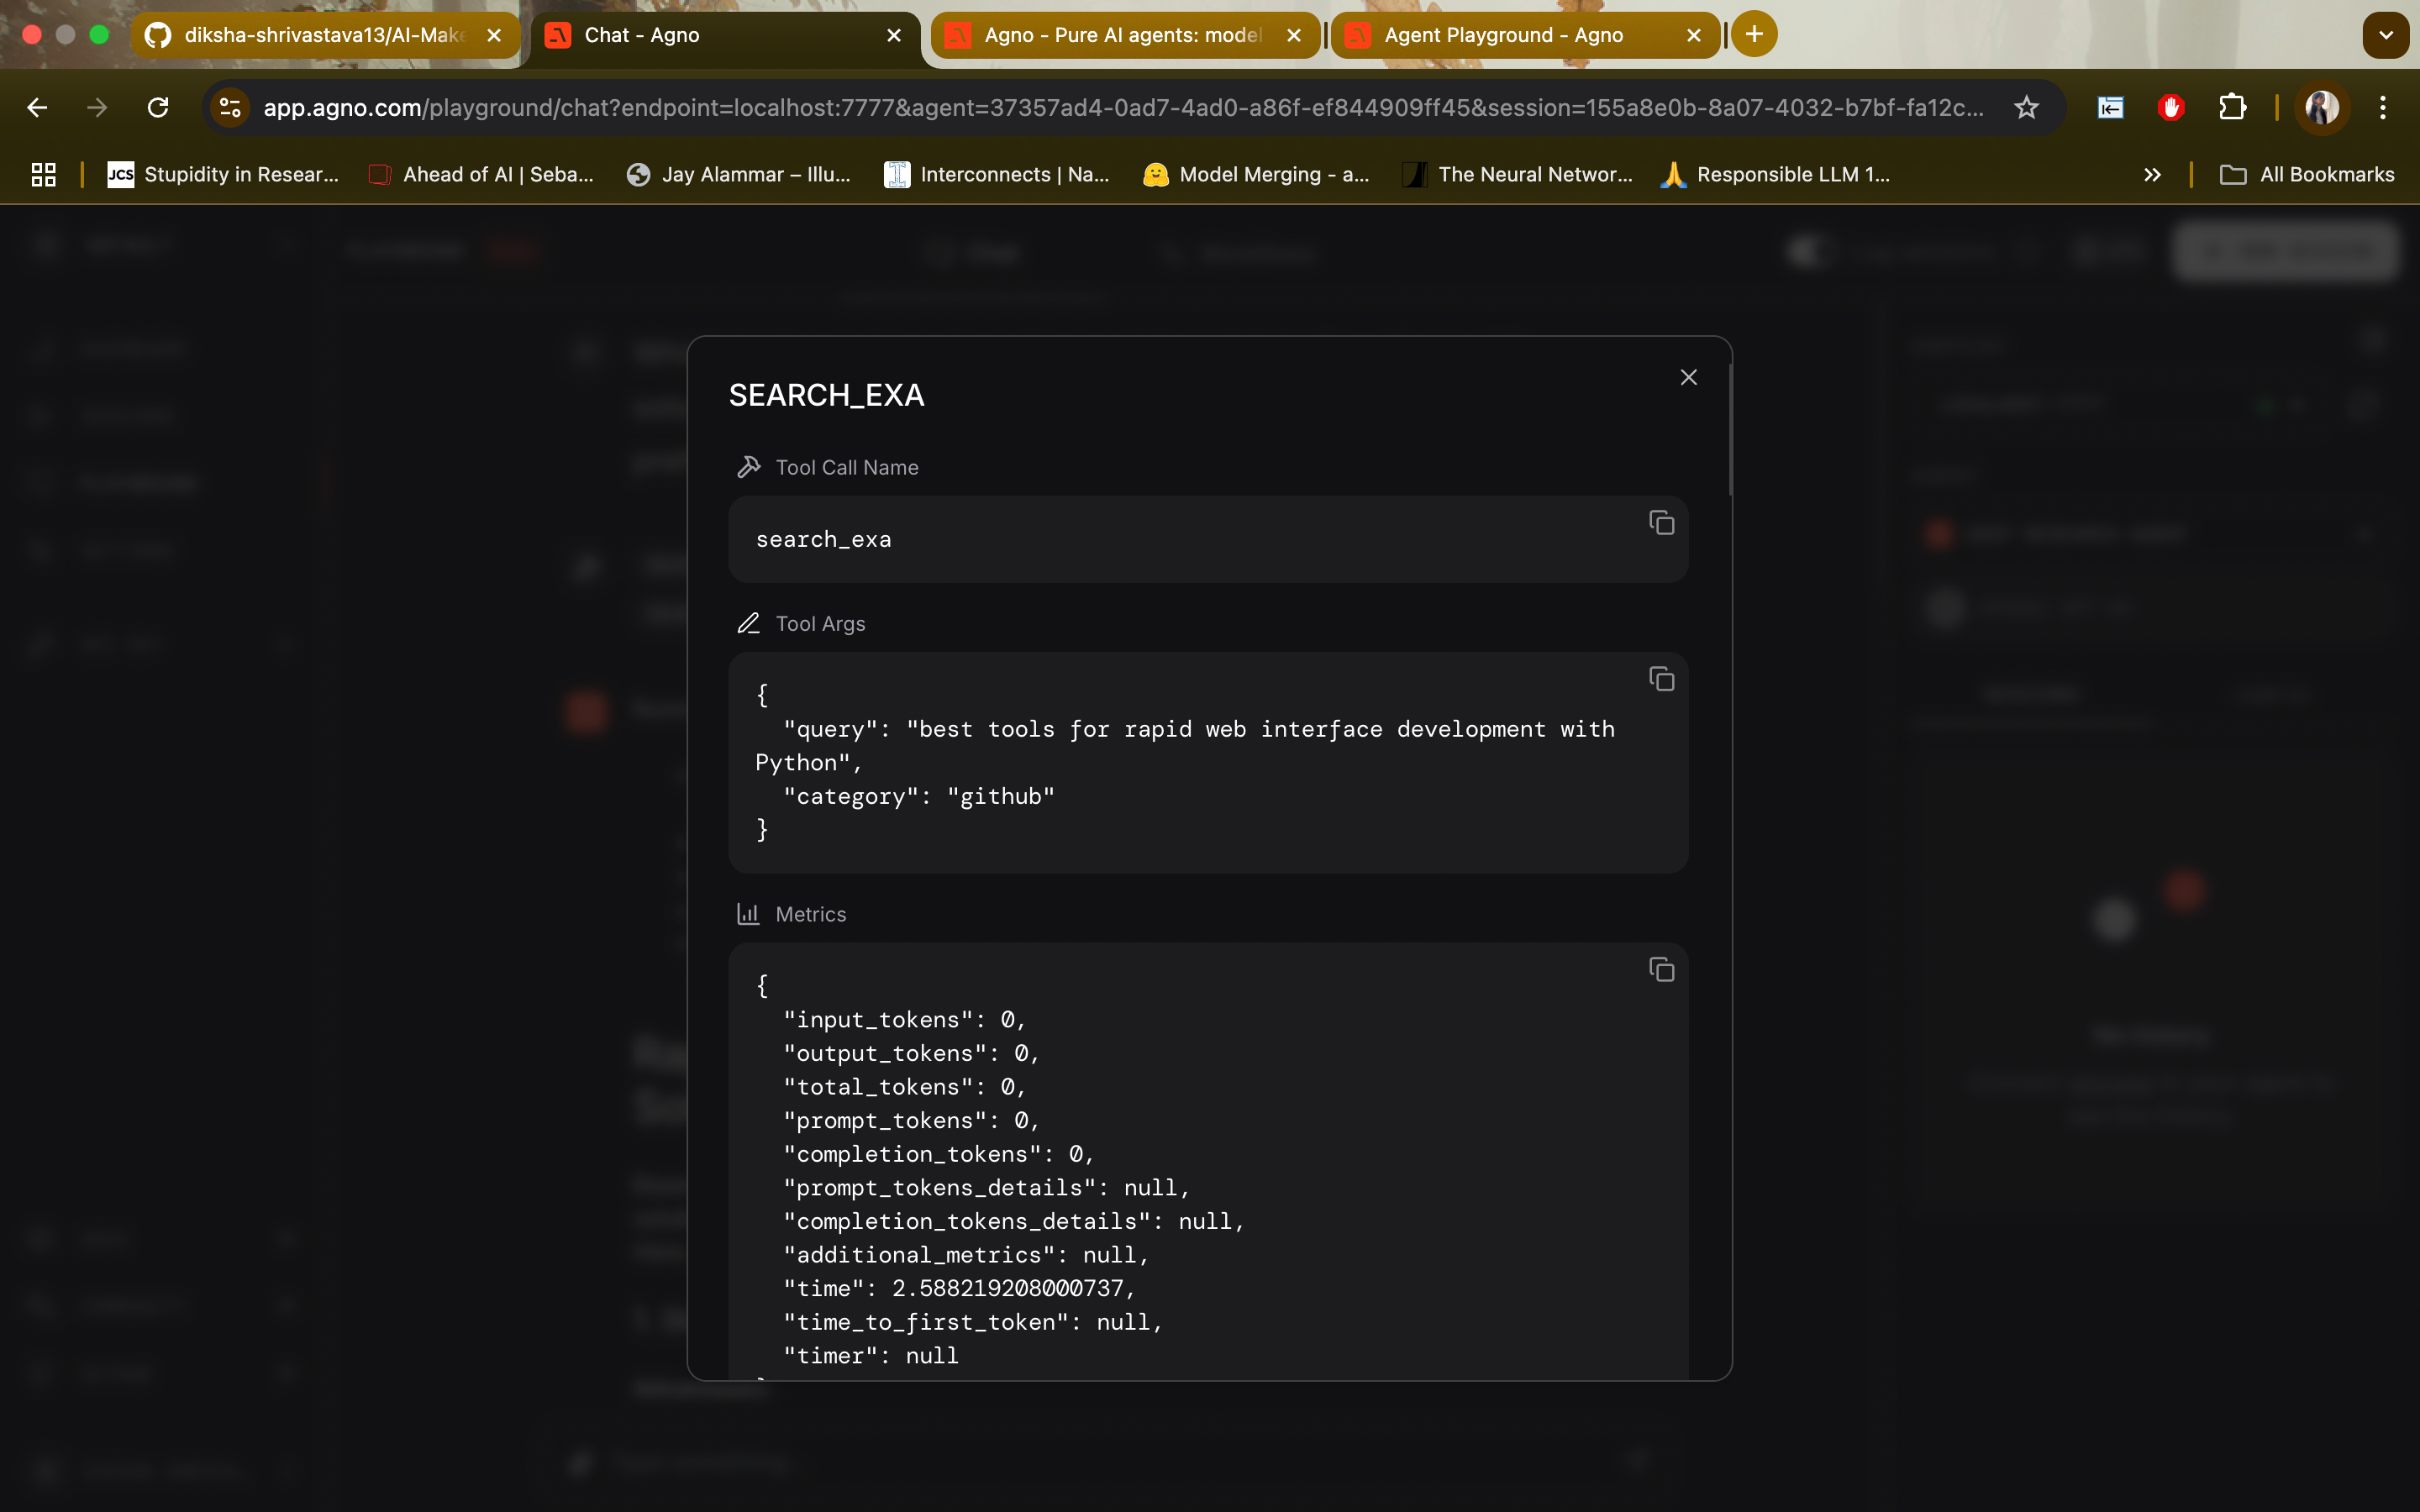 diksha-shrivastava13/AI-Make
Chat - Agno
Agno - Pure AI agents: model
Agent Playground - Agno
app.agno.com/playground/chat?endpoint=localhost:7777&agent=37357ad4-0ad7-4ad0-a86f-ef844909ff45&session=155a8e0b-8a07-4032-b7bf-fa12c...
JCS Stupidity in Resear...
Ahead of AI | Seba...
Jay Alammar – Illu...
Interconnects | Na...
Model Merging - a...
The Neural Networ...
Responsible LLM 1...
All Bookmarks
SEARCH_EXA
Tool Call Name
search_exa
Tool Args
{
"query": "best tools for rapid web interface development with
Python",
"category": "github"
}
Metrics
{
"input_tokens": 0,
"output_tokens": 0,
"total_tokens": 0,
"prompt_tokens": 0,
"completion_tokens": 0,
"prompt_tokens_details": null,
"completion_tokens_details": null,
"additional_metrics": null,
"time": 2.588219208000737,
"time_to_first_token": null,
"timer": null